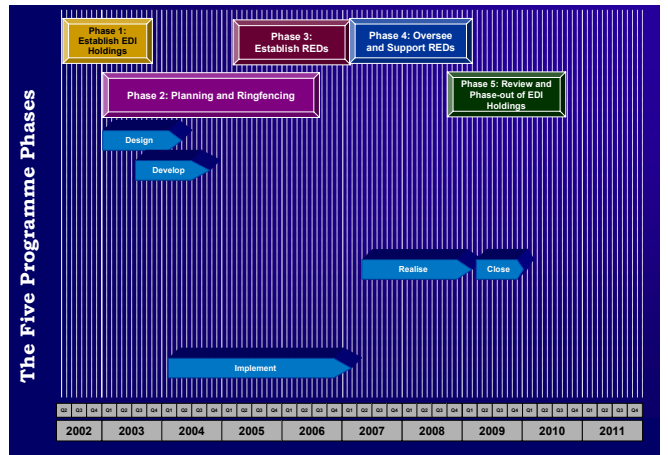 The Five Programme Phases
Phase 1:
Establish EDI
Holdings
Phase 3:
Establish REDs
Phase 4: Oversee
and Support REDs
Phase 2: Planning and Ringfencing
Phase 5: Review and
Phase-out of EDI
Holdings
Design
Develop
Realise
Close
Implement
Q2 Q3 Q4 Q1 Q2 Q3 Q4 Q1 Q2 Q3 Q4 Q1 Q2 Q3 Q4 Q1 Q2 Q3 Q4 Q1 Q2 Q3 Q4 Q1 Q2 Q3 Q4 Q1 Q2 Q3 Q4 Q1 Q2 Q3 Q4 Q1 Q2 Q3 Q4
2002 2003 2004 2005 2006 2007 2008 2009 2010 2011